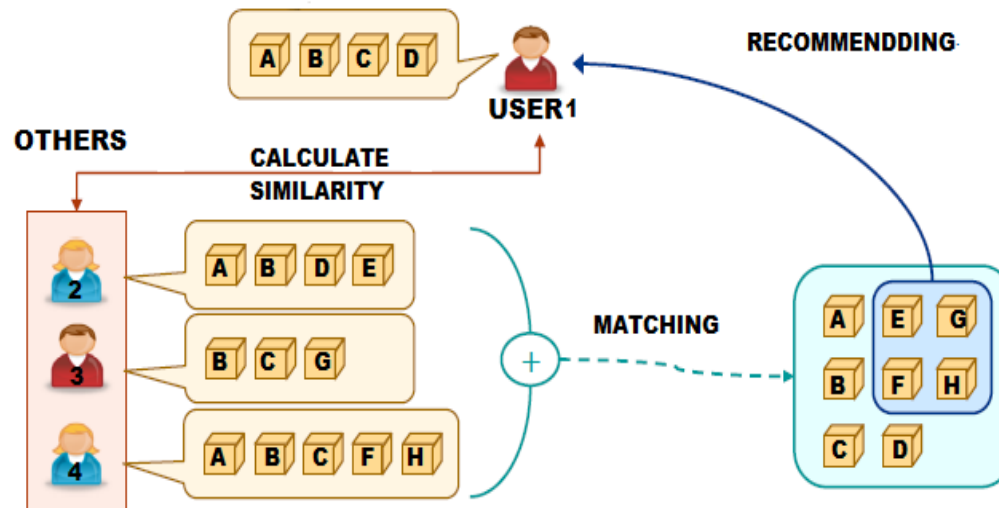 A B C D
RECOMMENDDING
USER1
OTHERS
CALCULATE
SIMILARITY
2
A B D E
3
B C G
4
A B C F H
+
MATCHING
A E G
B F H
C D